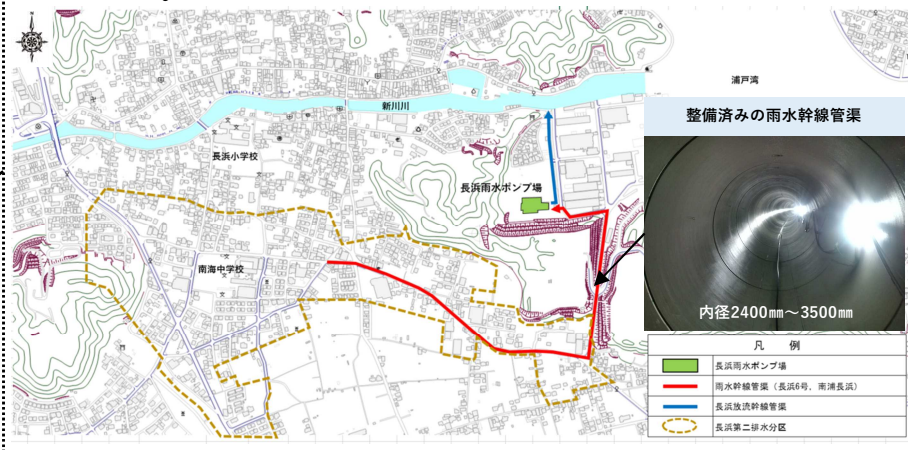 N
浦戸湾
新川川
長浜小学校
長浜雨水ポンプ場
南海中学校
整備済みの雨水幹線管渠
内径2400㎜～3500㎜
凡 例
長浜雨水ポンプ場
雨水幹線管渠（長浜6号、南浦長浜）
長浜放流幹線管渠
長浜第二排水分区